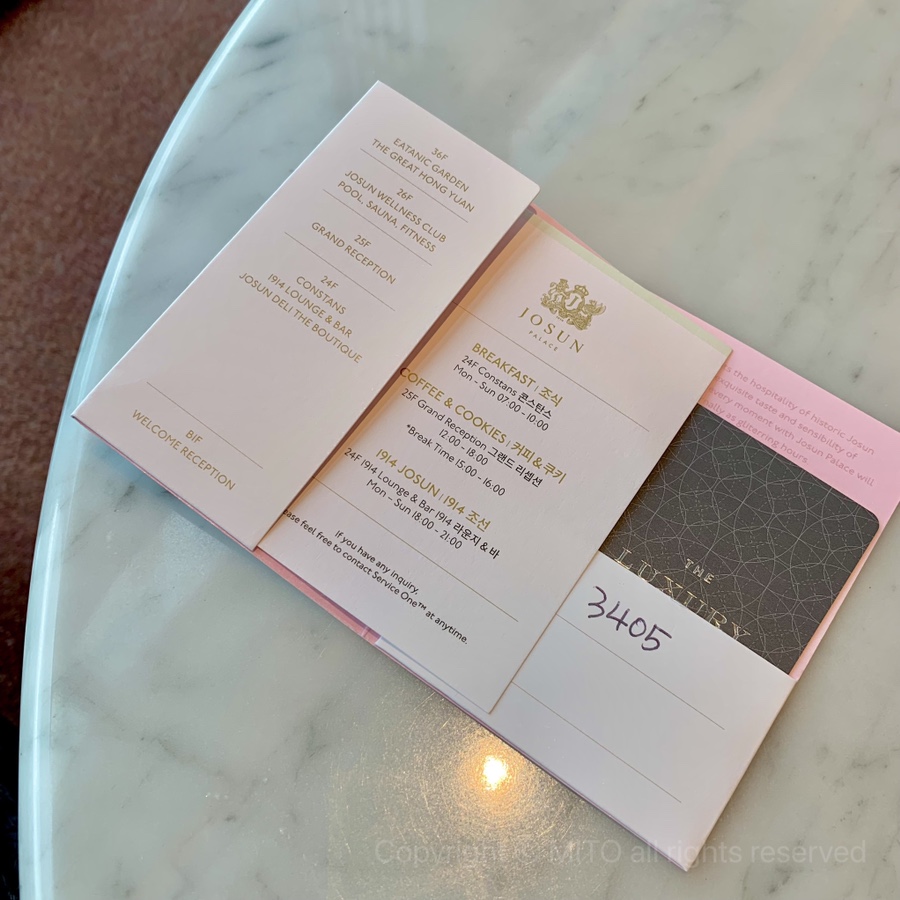 36F
EATANIC GARDEN
THE GREAT HONG YUAN
26F
JOSUN WELLNESS CLUB
POOL, SAUNA, FITNESS
25F
GRAND RECEPTION
24F
CONSTANS
1914 LOUNGE & BAR
JOSUN DELI THE BOUTIQUE
B1F
WELCOME RECEPTION
J
JOSUN
PALACE
BREAKFAST | 조식
24F Constans 콘스탄스
Mon - Sun 07:00 - 10:00
COFFEE & COOKIES | 커피 & 쿠키
25F Grand Reception 그랜드 리셉션
12:00 - 18:00
*Break Time 15:00 - 16:00
1914 JOSUN | 1914 조선
24F 1914 Lounge & Bar 1914 라운지 & 바
Mon - Sun 18:00 - 21:00
If you have any inquiry,
ease feel free to contact Service One™ at anytime.
s the hospitality of historic Josun
xquisite taste and sensibility of
very moment with Josun Palace will
ally as glittering hours.
THE
LUXURY
3405
MITO all rights reserved